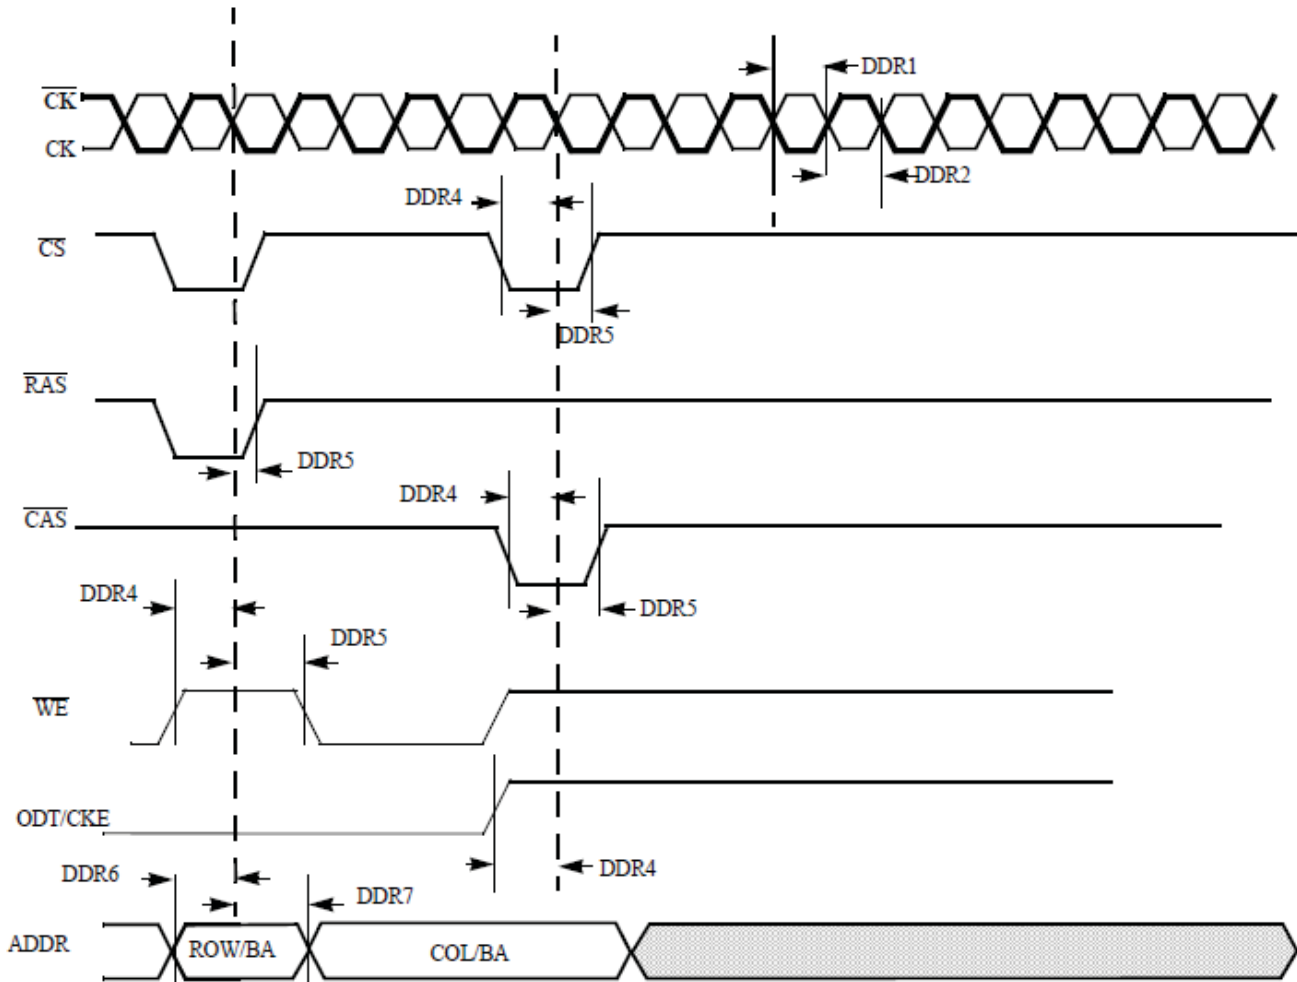 DDR1
CK
CK
DDR2
DDR4
CS
DDR5
RAS
DDR5
DDR4
CAS
DDR4
DDR5
DDR5
WE
ODT/CKE
DDR6
DDR4
DDR7
ADDR
ROW/BA
COL/BA